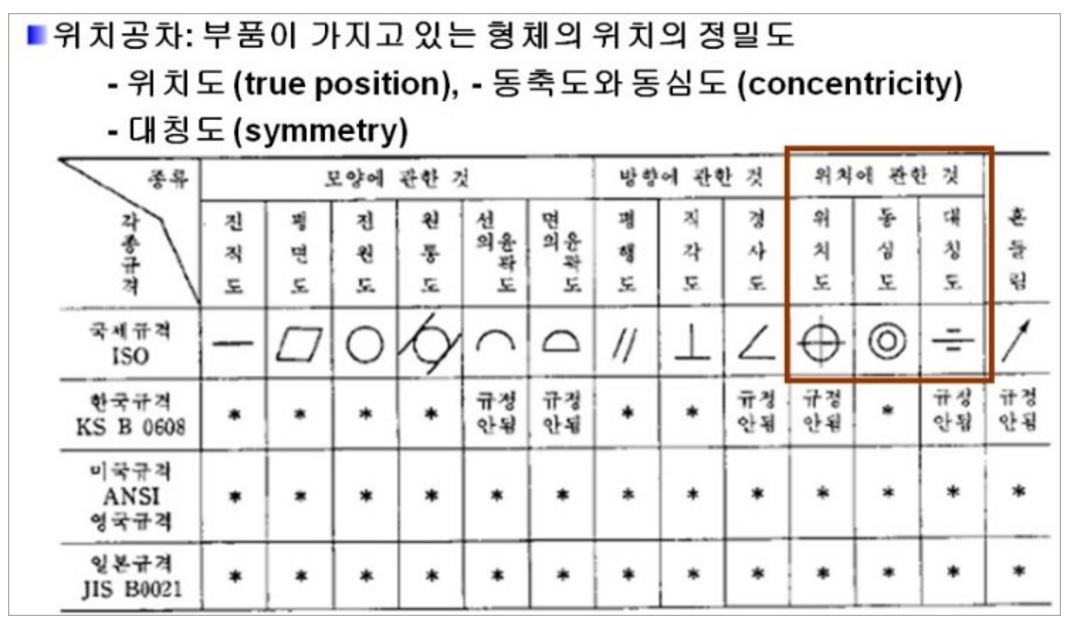 위치공차: 부품이 가지고 있는 형체의 위치의 정밀도
- 위치도 (true position), - 동축도와 동심도 (concentricity)
- 대칭도 (symmetry)
종류 모양에 관한 것 방향에 관한 것 위치에 관한 것
각종규격 진직도 평면도 진원도 원통도 선의윤곽도 면의윤곽도 평행도 직각도 경사도 위치도 동심도 대칭도 흔들림
국제규격
ISO
한국규격 * * * * 규정 규정 * * 규정 규정 * 규정 규정
KS B 0608 안됨 안됨 안됨 안됨 안됨 안됨
미국규격
ANSI * * * * * * * * * * * * *
영국규격
일본규격
JIS B0021 * * * * * * * * * * * * *